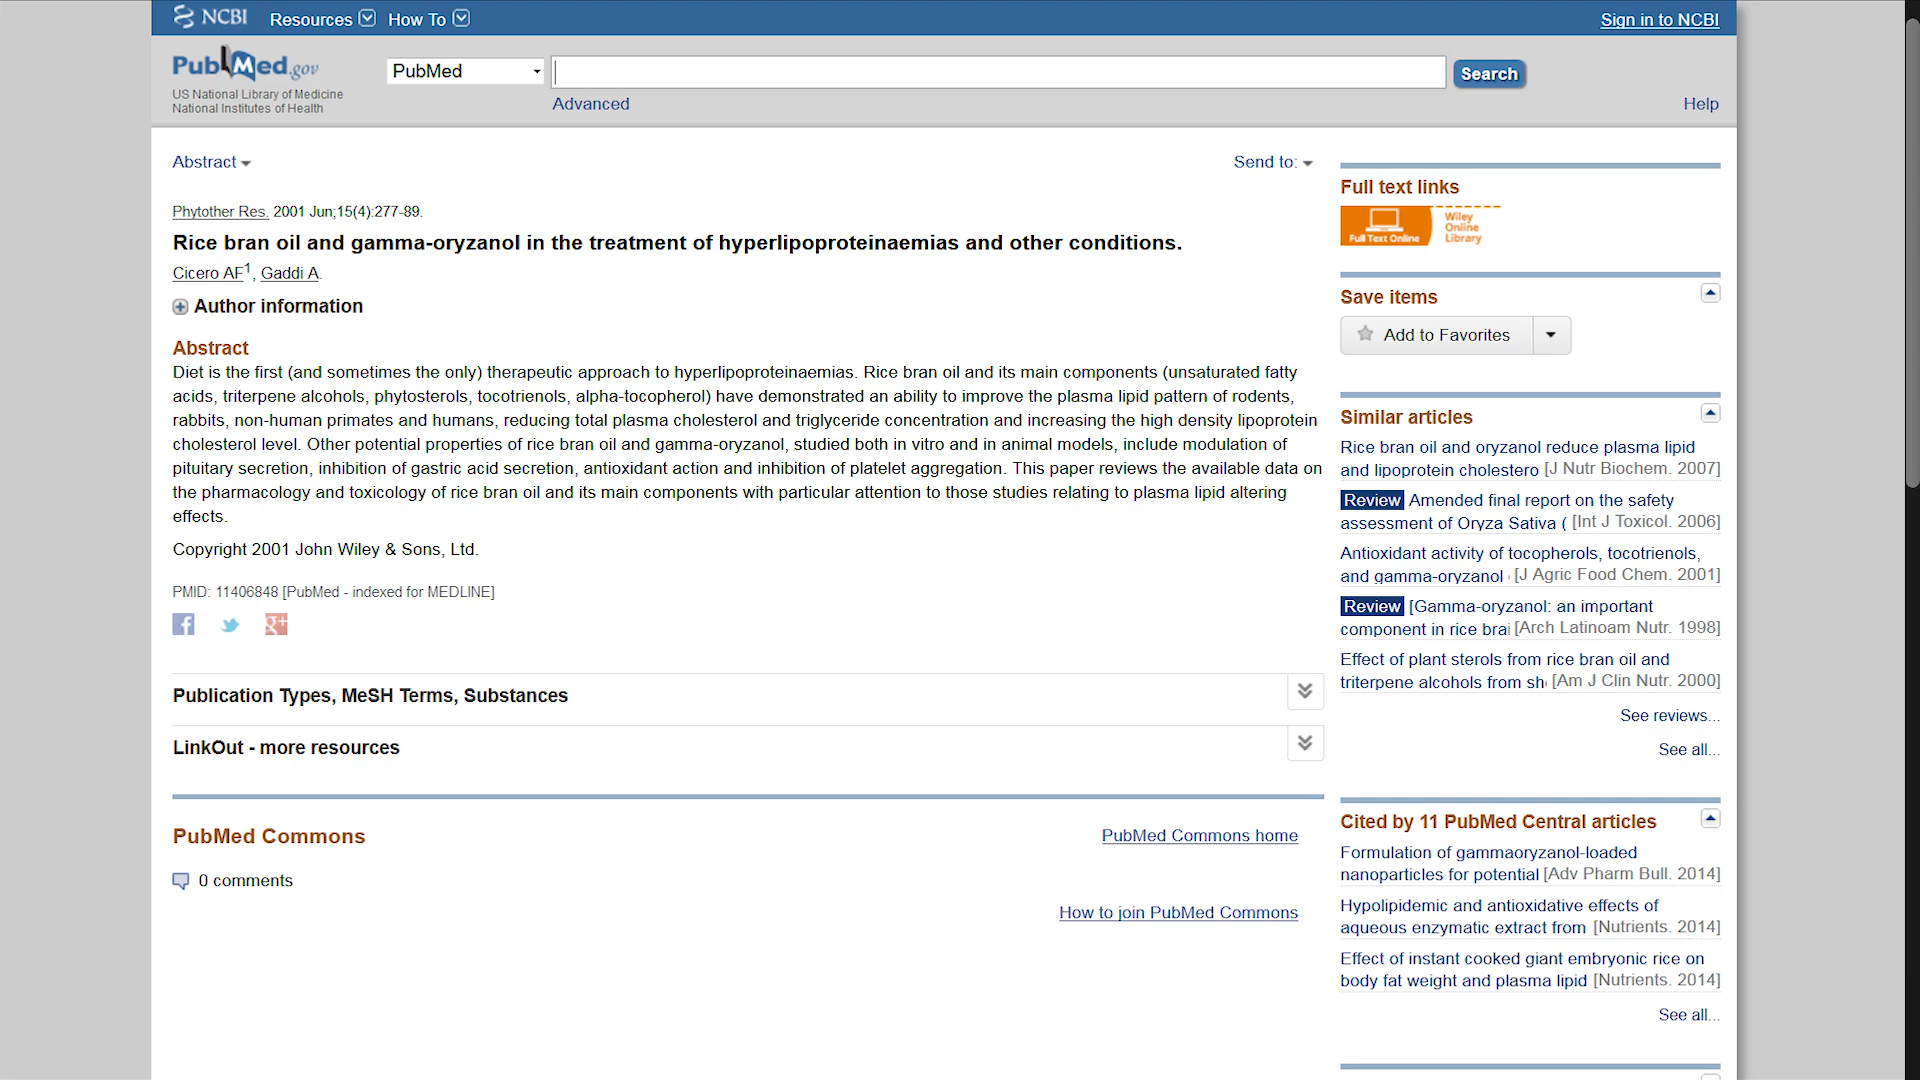 NCBI Resources How To Sign in to NCBI
PubMed.gov
US National Library of Medicine
National Institutes of Health
PubMed
Search
Advanced
Help
Abstract
Send to:
Phytother Res. 2001 Jun;15(4):277-89.
Rice bran oil and gamma-oryzanol in the treatment of hyperlipoproteinaemias and other conditions.
Cicero AF1, Gaddi A.
Author information
Abstract
Diet is the first (and sometimes the only) therapeutic approach to hyperlipoproteinaemias. Rice bran oil and its main components (unsaturated fatty
acids, triterpene alcohols, phytosterols, tocotrienols, alpha-tocopherol) have demonstrated an ability to improve the plasma lipid pattern of rodents,
rabbits, non-human primates and humans, reducing total plasma cholesterol and triglyceride concentration and increasing the high density lipoprotein
cholesterol level. Other potential properties of rice bran oil and gamma-oryzanol, studied both in vitro and in animal models, include modulation of
pituitary secretion, inhibition of gastric acid secretion, antioxidant action and inhibition of platelet aggregation. This paper reviews the available data on
the pharmacology and toxicology of rice bran oil and its main components with particular attention to those studies relating to plasma lipid altering
effects.
Copyright 2001 John Wiley & Sons, Ltd.
PMID: 11406848 [PubMed - indexed for MEDLINE]
Publication Types, MeSH Terms, Substances
LinkOut - more resources
PubMed Commons
PubMed Commons home
0 comments
How to join PubMed Commons
Full text links
Full Text Online
Wiley
Online
Library
Save items
Add to Favorites
Similar articles
Rice bran oil and oryzanol reduce plasma lipid
and lipoprotein cholestero [J Nutr Biochem. 2007]
Review Amended final report on the safety
assessment of Oryza Sativa ( [Int J Toxicol. 2006]
Antioxidant activity of tocopherols, tocotrienols,
and gamma-oryzanol [J Agric Food Chem. 2001]
Review [Gamma-oryzanol: an important
component in rice brai [Arch Latinoam Nutr. 1998]
Effect of plant sterols from rice bran oil and
triterpene alcohols from sh [Am J Clin Nutr. 2000]
See reviews...
See all...
Cited by 11 PubMed Central articles
Formulation of gammaoryzanol-loaded
nanoparticles for potential [Adv Pharm Bull. 2014]
Hypolipidemic and antioxidative effects of
aqueous enzymatic extract from [Nutrients. 2014]
Effect of instant cooked giant embryonic rice on
body fat weight and plasma lipid [Nutrients. 2014]
See all...